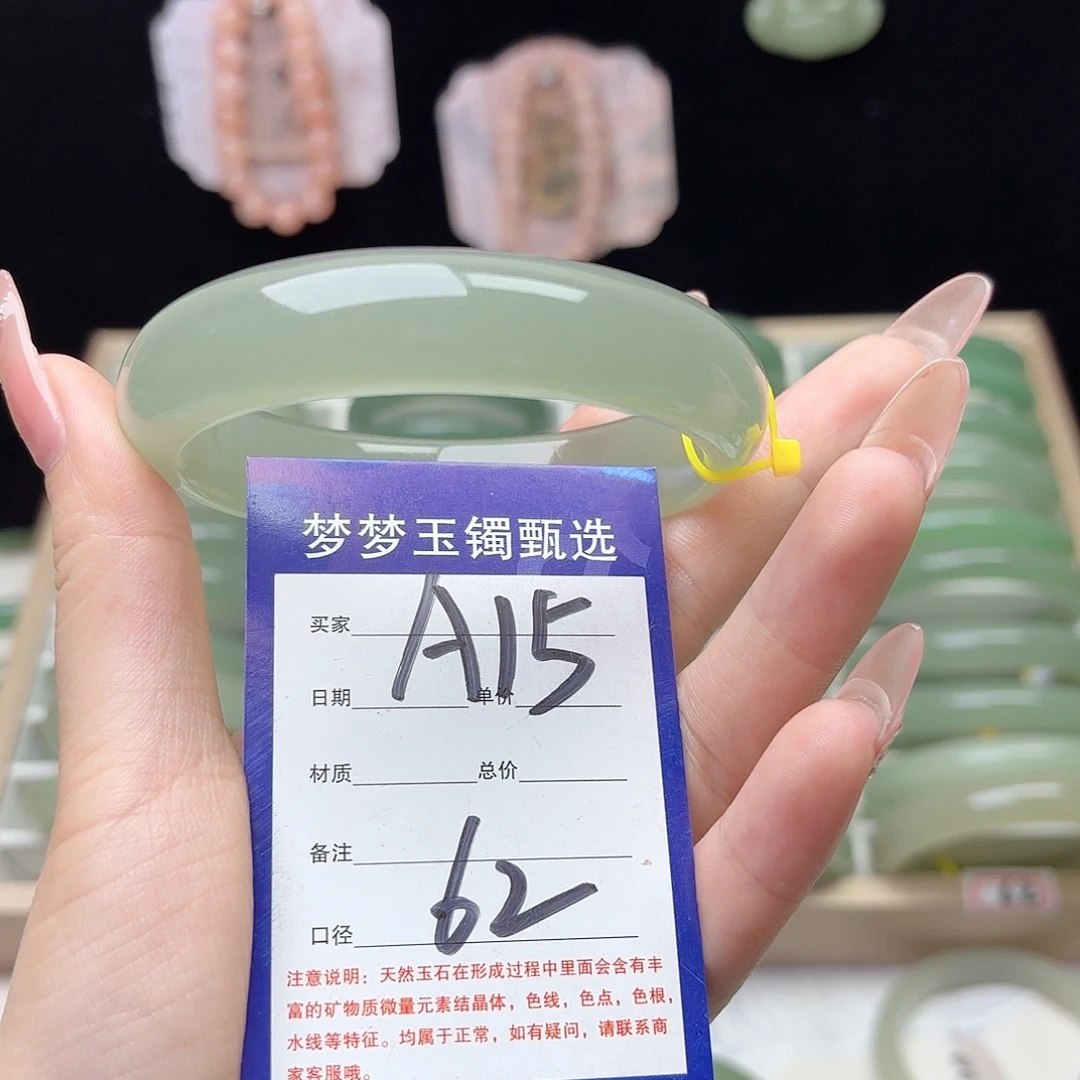 梦梦玉镯甄选
买家 A15
日期 单价
材质 总价
备注
口径 62
注意说明：天然玉石在形成过程中里面会含有丰
富的矿物质微量元素结晶体，色线，色点，色根，
水线等特征。均属于正常，如有疑问，请联系商
家客服哦。